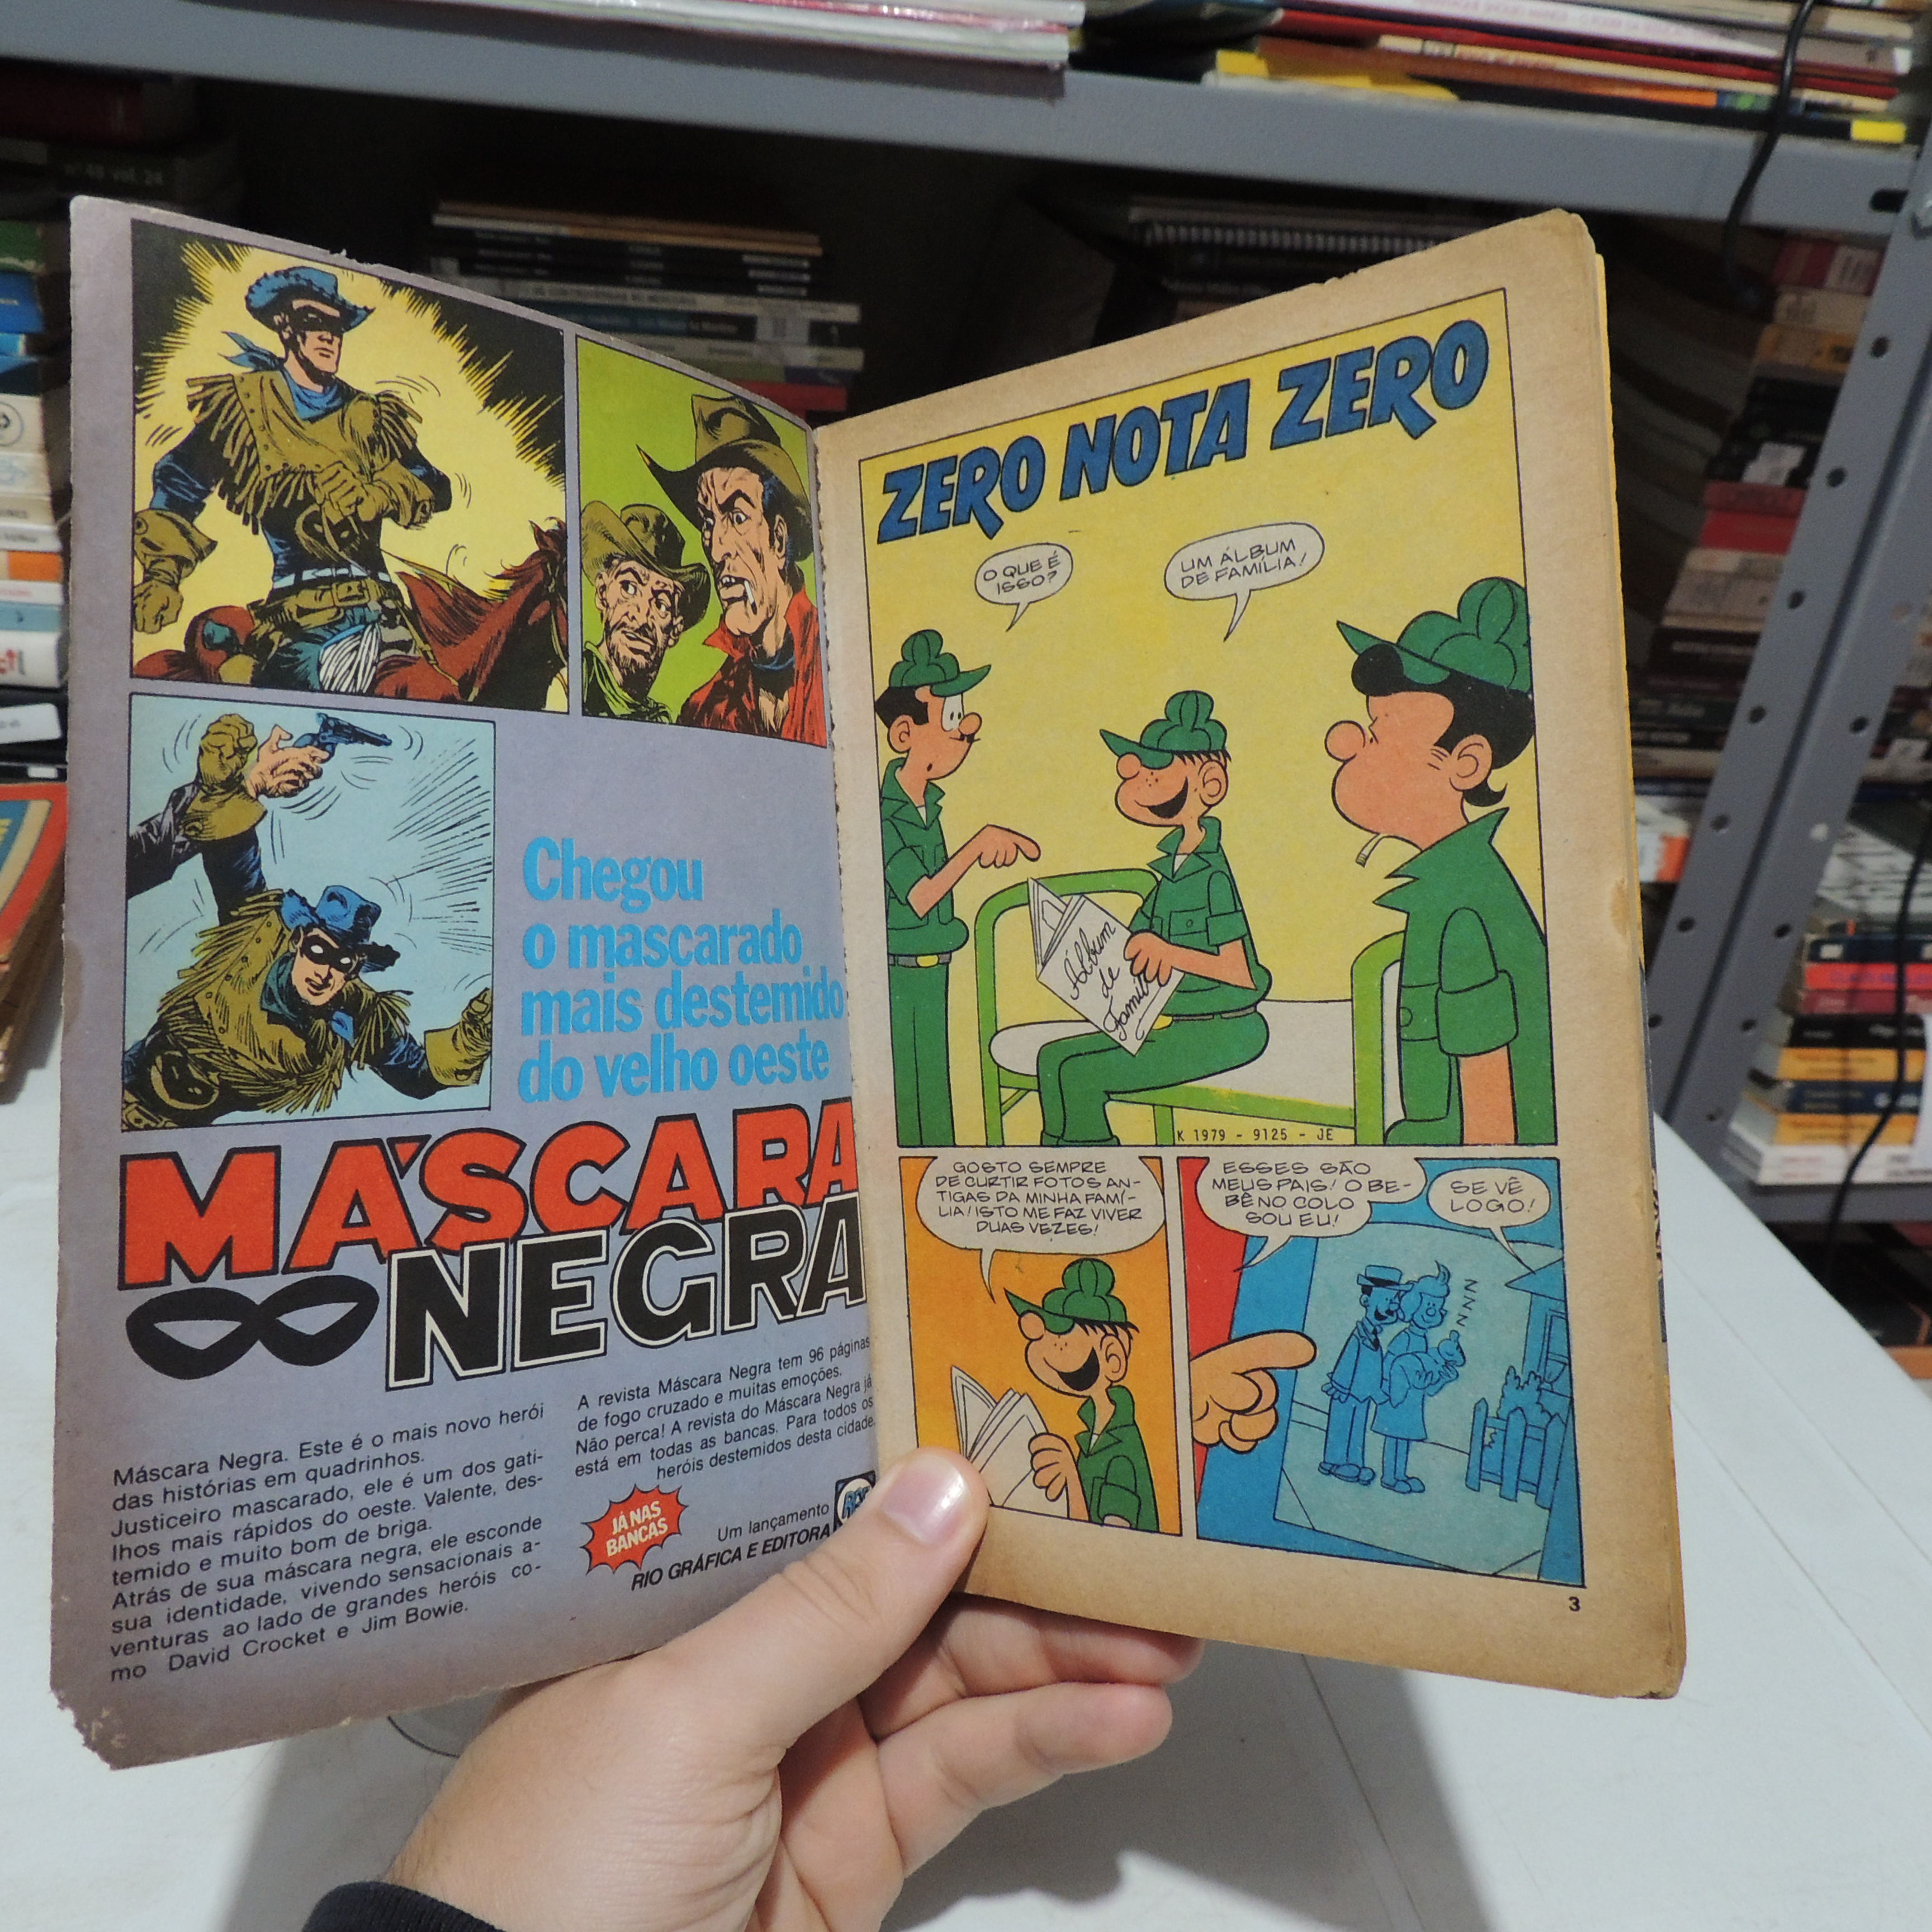 nº 49 vol. 24
Chegou
o mascarado
mais destemido
do velho oeste
MÁSCARA
NEGRA
Máscara Negra. Este é o mais novo herói
das histórias em quadrinhos.
Justiceiro mascarado, ele é um dos gati-
lhos mais rápidos do oeste. Valente, des-
temido e muito bom de briga.
Atrás de sua máscara negra, ele esconde
sua identidade, vivendo sensacionais a-
venturas ao lado de grandes heróis co-
mo David Crocket e Jim Bowie.
A revista Máscara Negra tem 96 páginas
de fogo cruzado e muitas emoções.
Não perca! A revista do Máscara Negra já
está em todas as bancas. Para todos os
heróis destemidos desta cidade.
JÁ NAS
BANCAS
Um lançamento
RIO GRÁFICA E EDITORA
ZERO NOTA ZERO
O QUE É
ISSO?
UM ÁLBUM
DE FAMÍLIA!
Álbum
de
Família
K 1979 - 9125 - JE
GOSTO SEMPRE
DE CURTIR FOTOS AN-
TIGAS DA MINHA FAMÍ-
LIA! ISTO ME FAZ VIVER
DUAS VEZES!
ESSES SÃO
MEUS PAIS! O BE-
BÊ NO COLO
SOU EU!
SE VÊ
LOGO!
ZZZZ
3